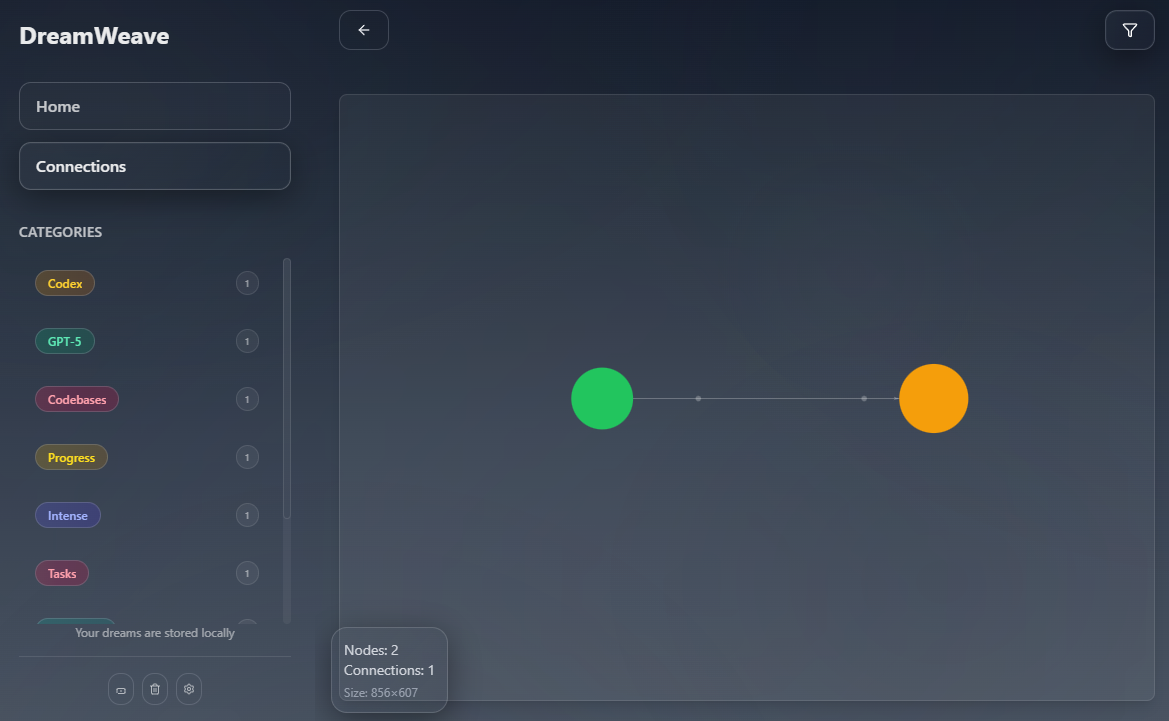 DreamWeave
Home
Connections
CATEGORIES
Codex 1
GPT-5 1
Codebases 1
Progress 1
Intense 1
Tasks 1
Your dreams are stored locally
Nodes: 2
Connections: 1
Size: 856×607